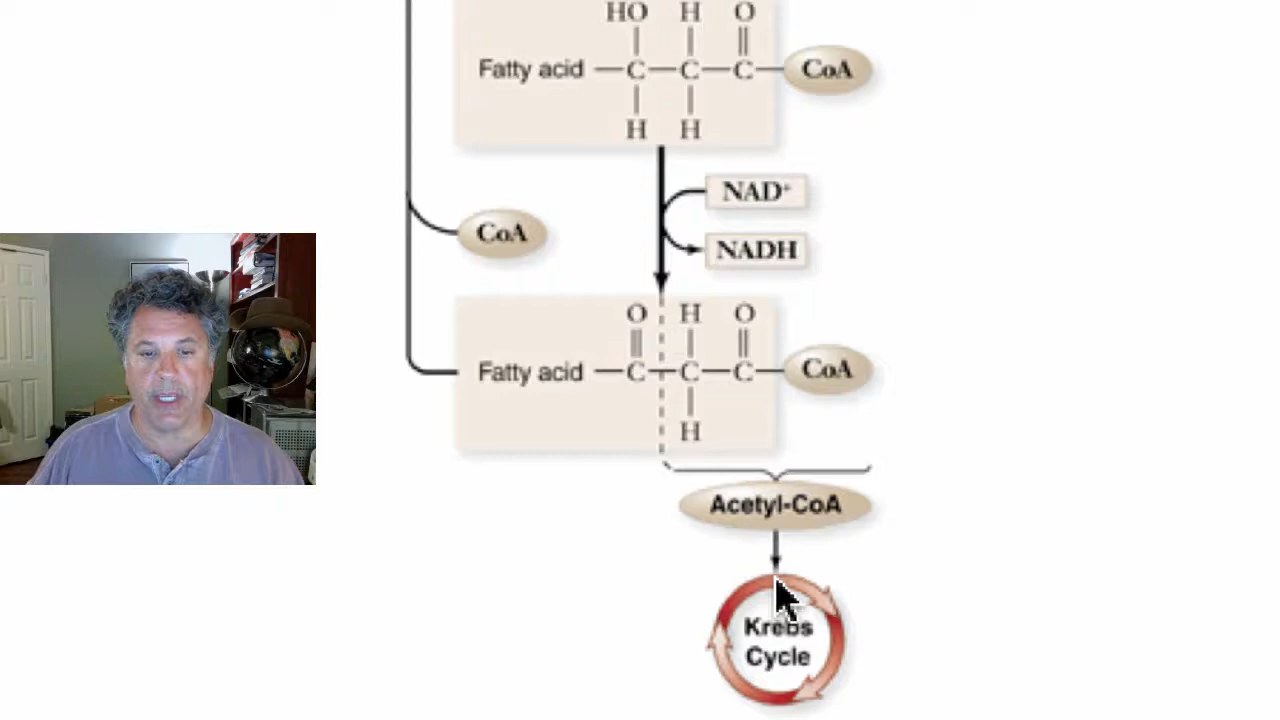 HO H O
Fatty acid — C — C — C — CoA
H H
NAD⁺
CoA
NADH
O H O
Fatty acid — C — C — C — CoA
H
Acetyl-CoA
Krebs
Cycle